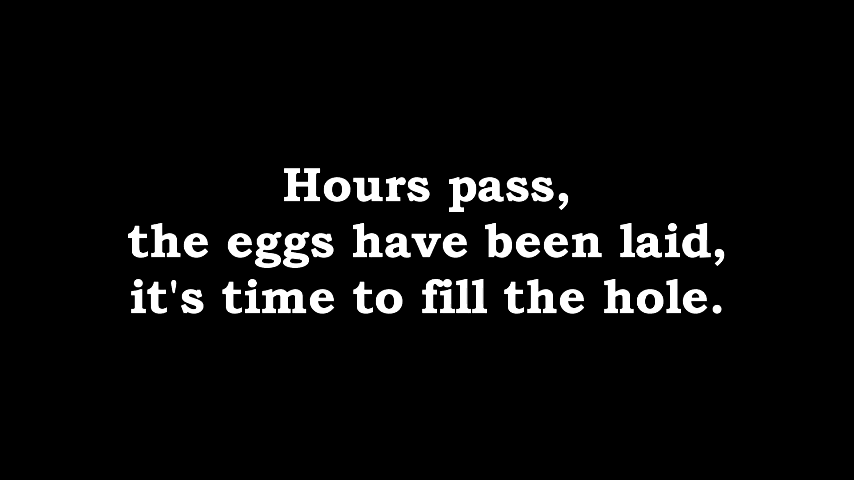 Hours pass,
the eggs have been laid,
it's time to fill the hole.